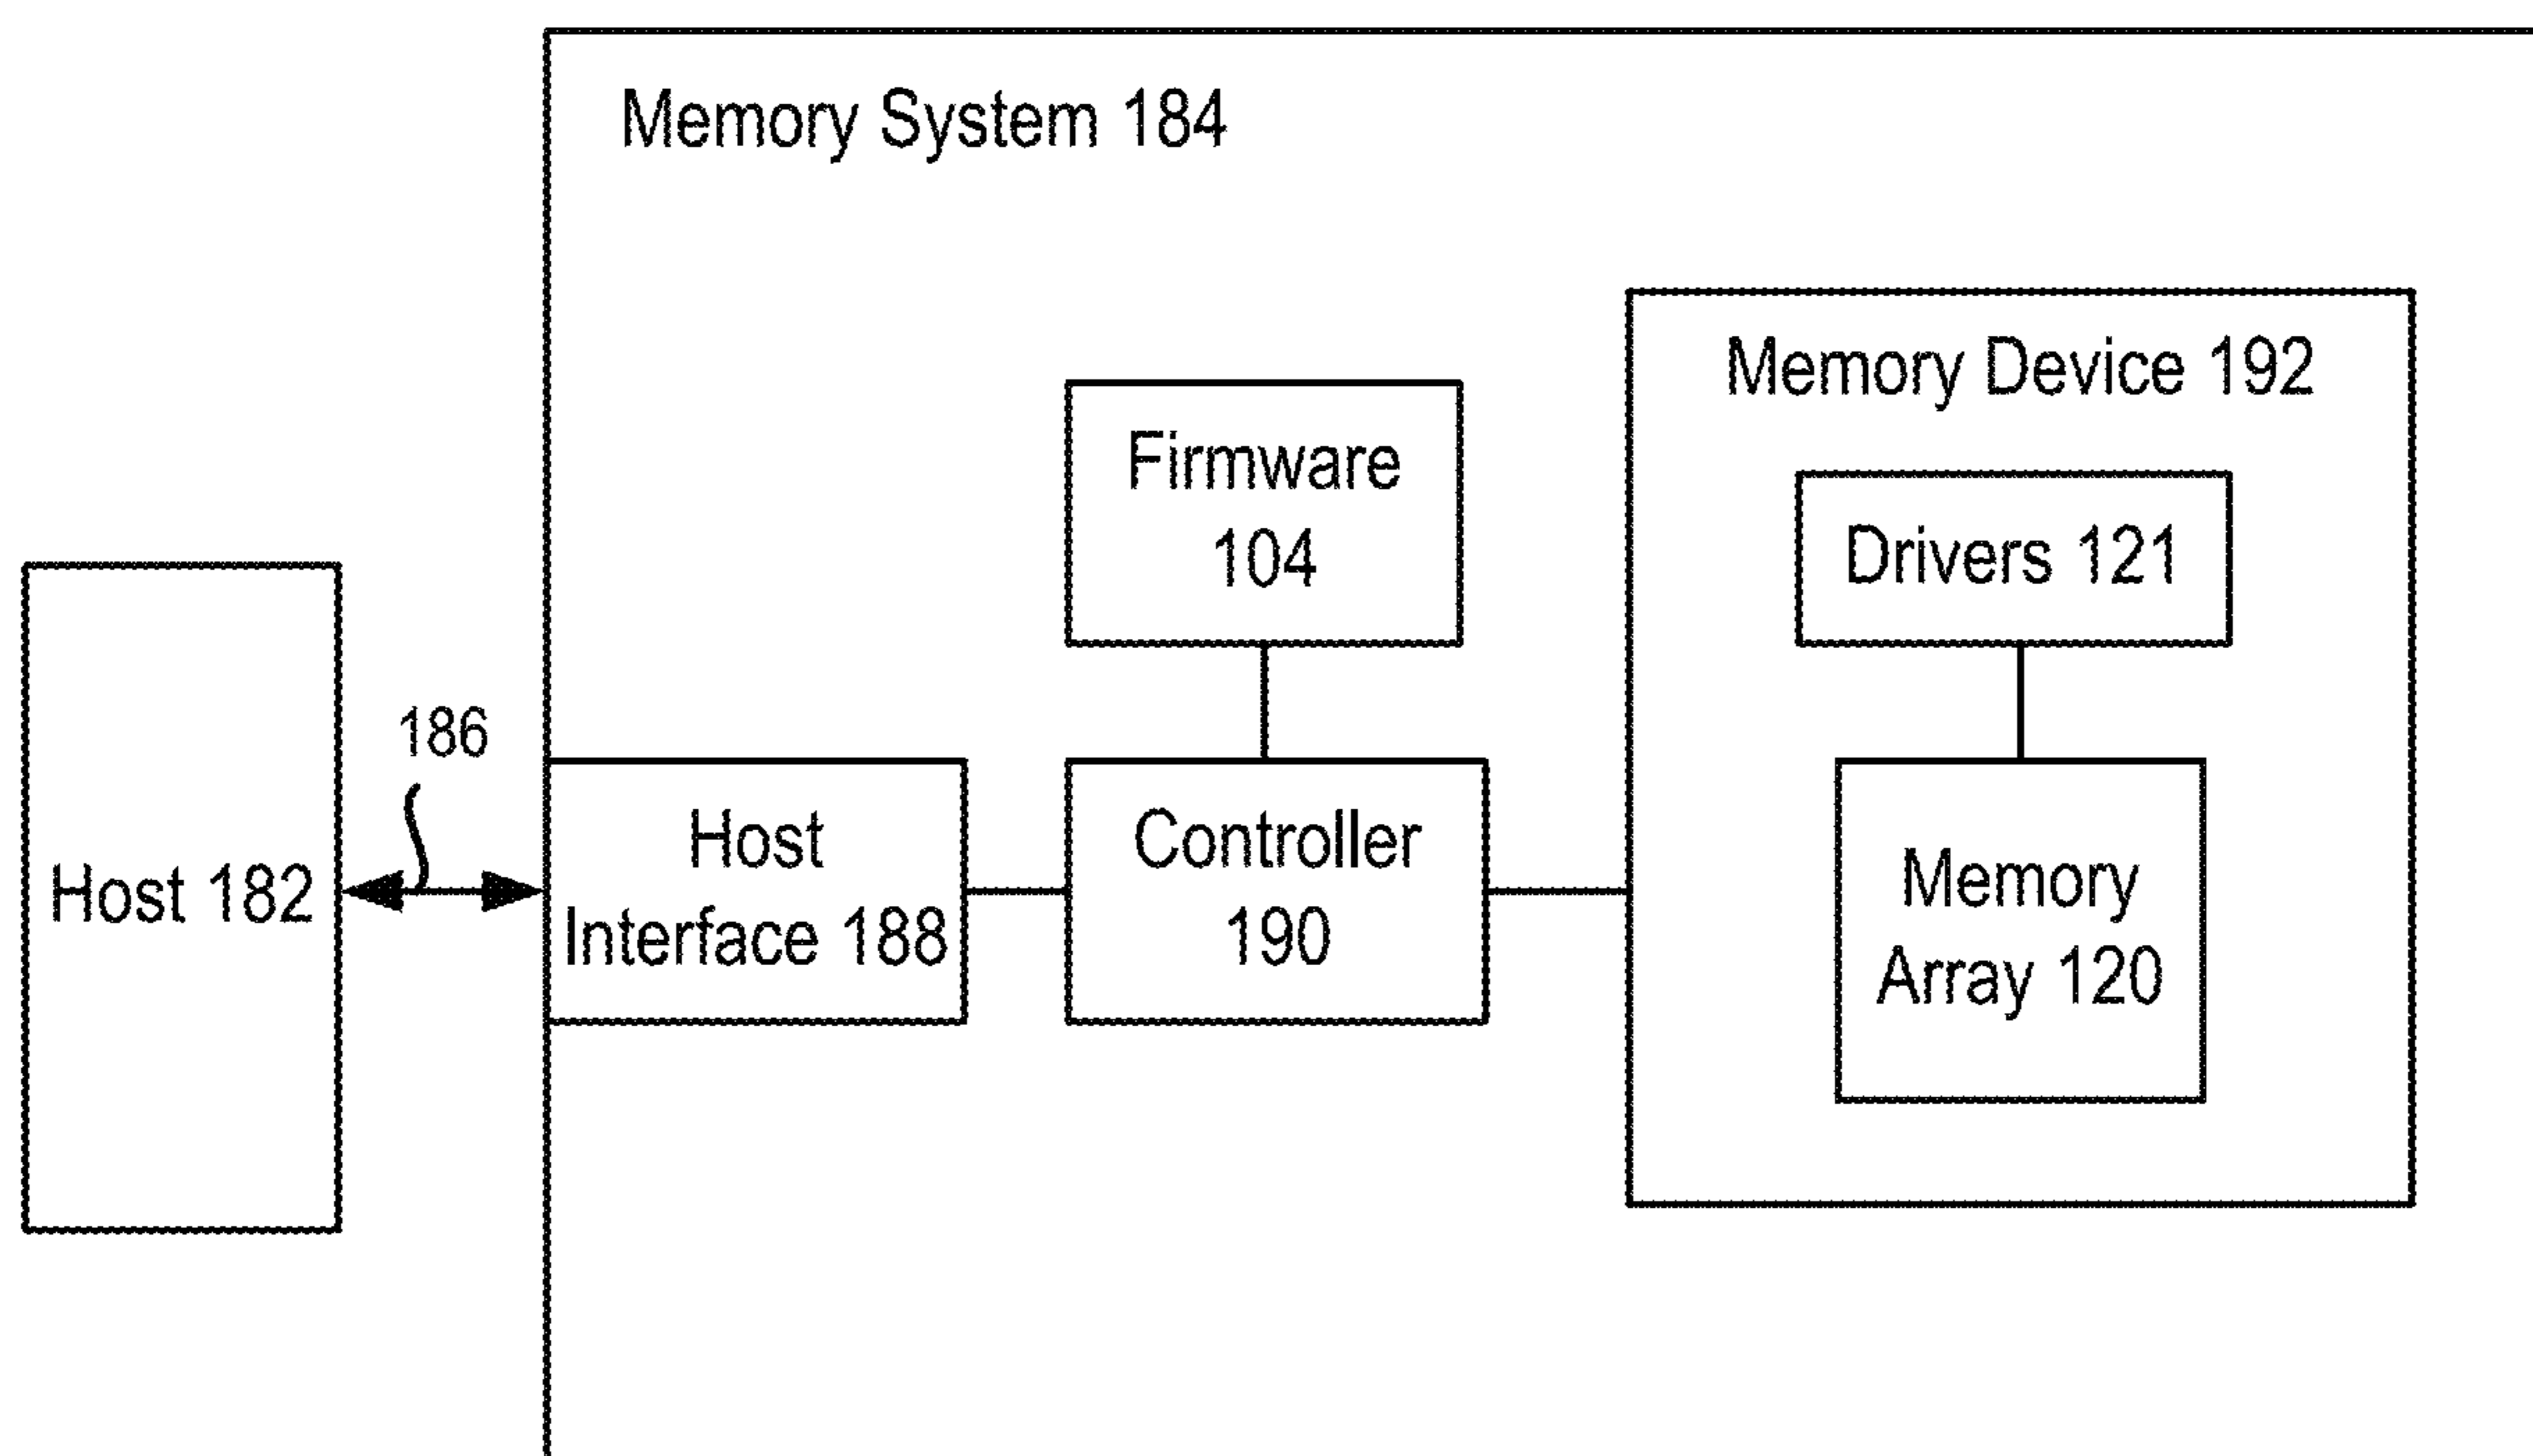 Memory System 184
Memory Device 192
Firmware
104
Drivers 121
186
Host 182
Host
Interface 188
Controller
190
Memory
Array 120